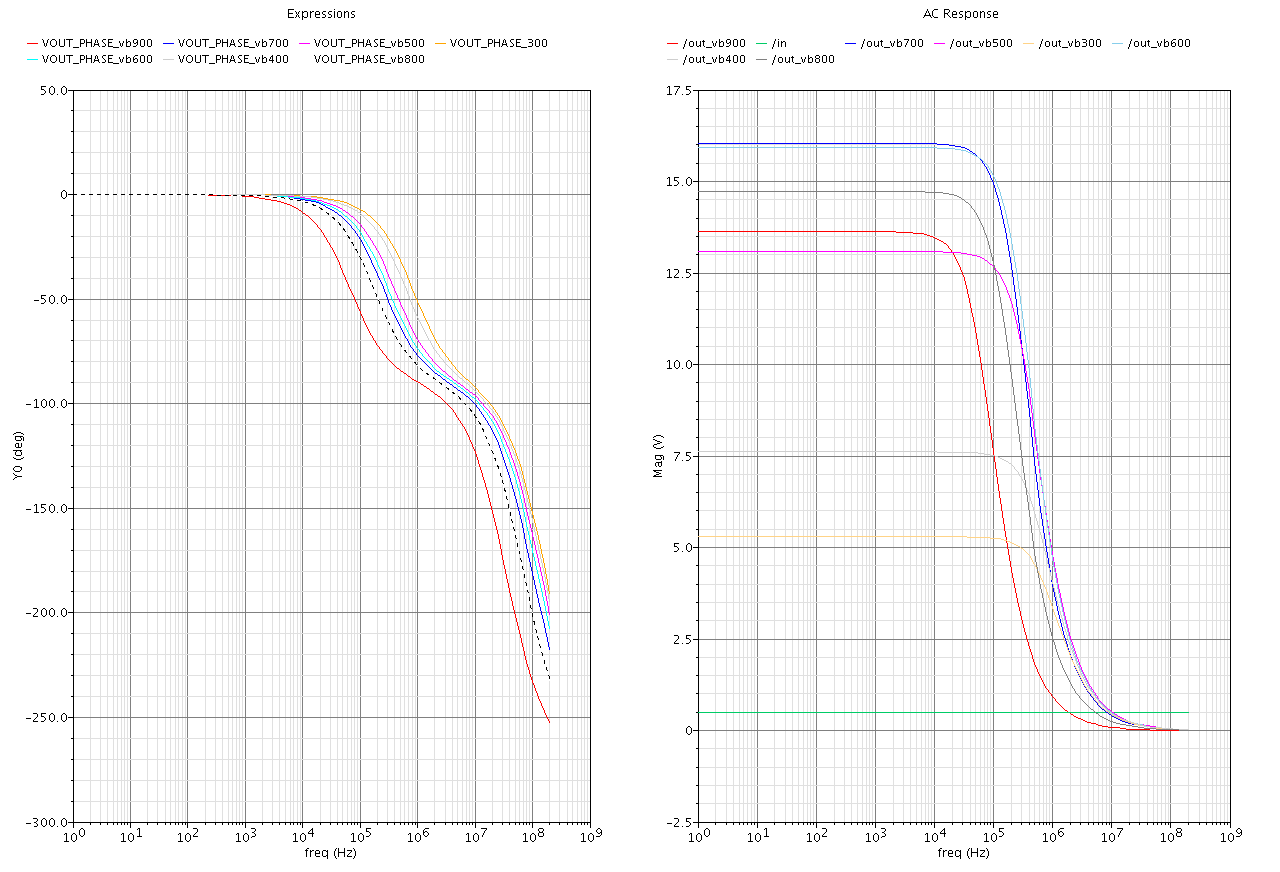 Expressions
VOUT_PHASE_vb900 VOUT_PHASE_vb700 VOUT_PHASE_vb500 VOUT_PHASE_300
VOUT_PHASE_vb600 VOUT_PHASE_vb400 VOUT_PHASE_vb800
50.0
0
-50.0
-100.0
-150.0
-200.0
-250.0
-300.0
Y0 (deg)
10^0 10^1 10^2 10^3 10^4 10^5 10^6 10^7 10^8 10^9
freq (Hz)
AC Response
/out_vb900 /in /out_vb700 /out_vb500 /out_vb300 /out_vb600
/out_vb400 /out_vb800
17.5
15.0
12.5
10.0
7.5
5.0
2.5
0
-2.5
Mag (V)
10^0 10^1 10^2 10^3 10^4 10^5 10^6 10^7 10^8 10^9
freq (Hz)